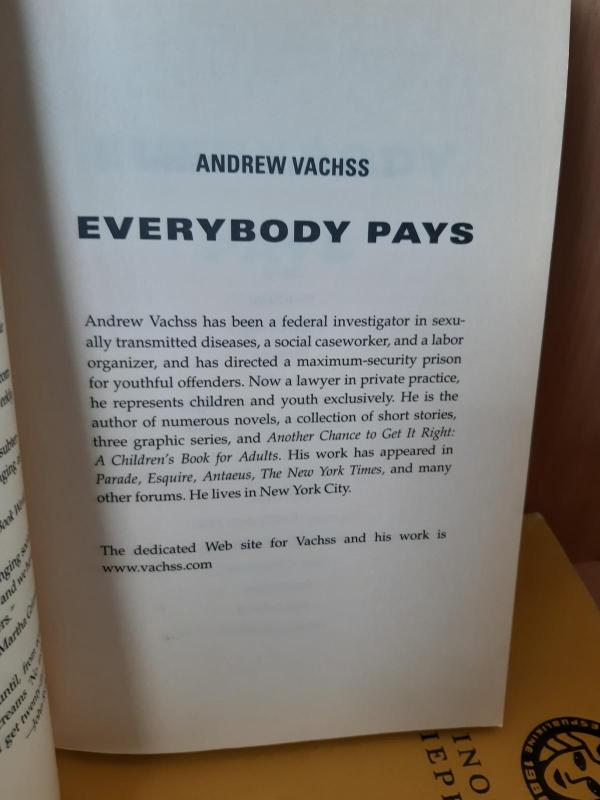 ANDREW VACHSS
EVERYBODY PAYS
Andrew Vachss has been a federal investigator in sexu-
ally transmitted diseases, a social caseworker, and a labor
organizer, and has directed a maximum-security prison
for youthful offenders. Now a lawyer in private practice,
he represents children and youth exclusively. He is the
author of numerous novels, a collection of short stories,
three graphic series, and Another Chance to Get It Right:
A Children's Book for Adults. His work has appeared in
Parade, Esquire, Antaeus, The New York Times, and many
other forums. He lives in New York City.
The dedicated Web site for Vachss and his work is
www.vachss.com